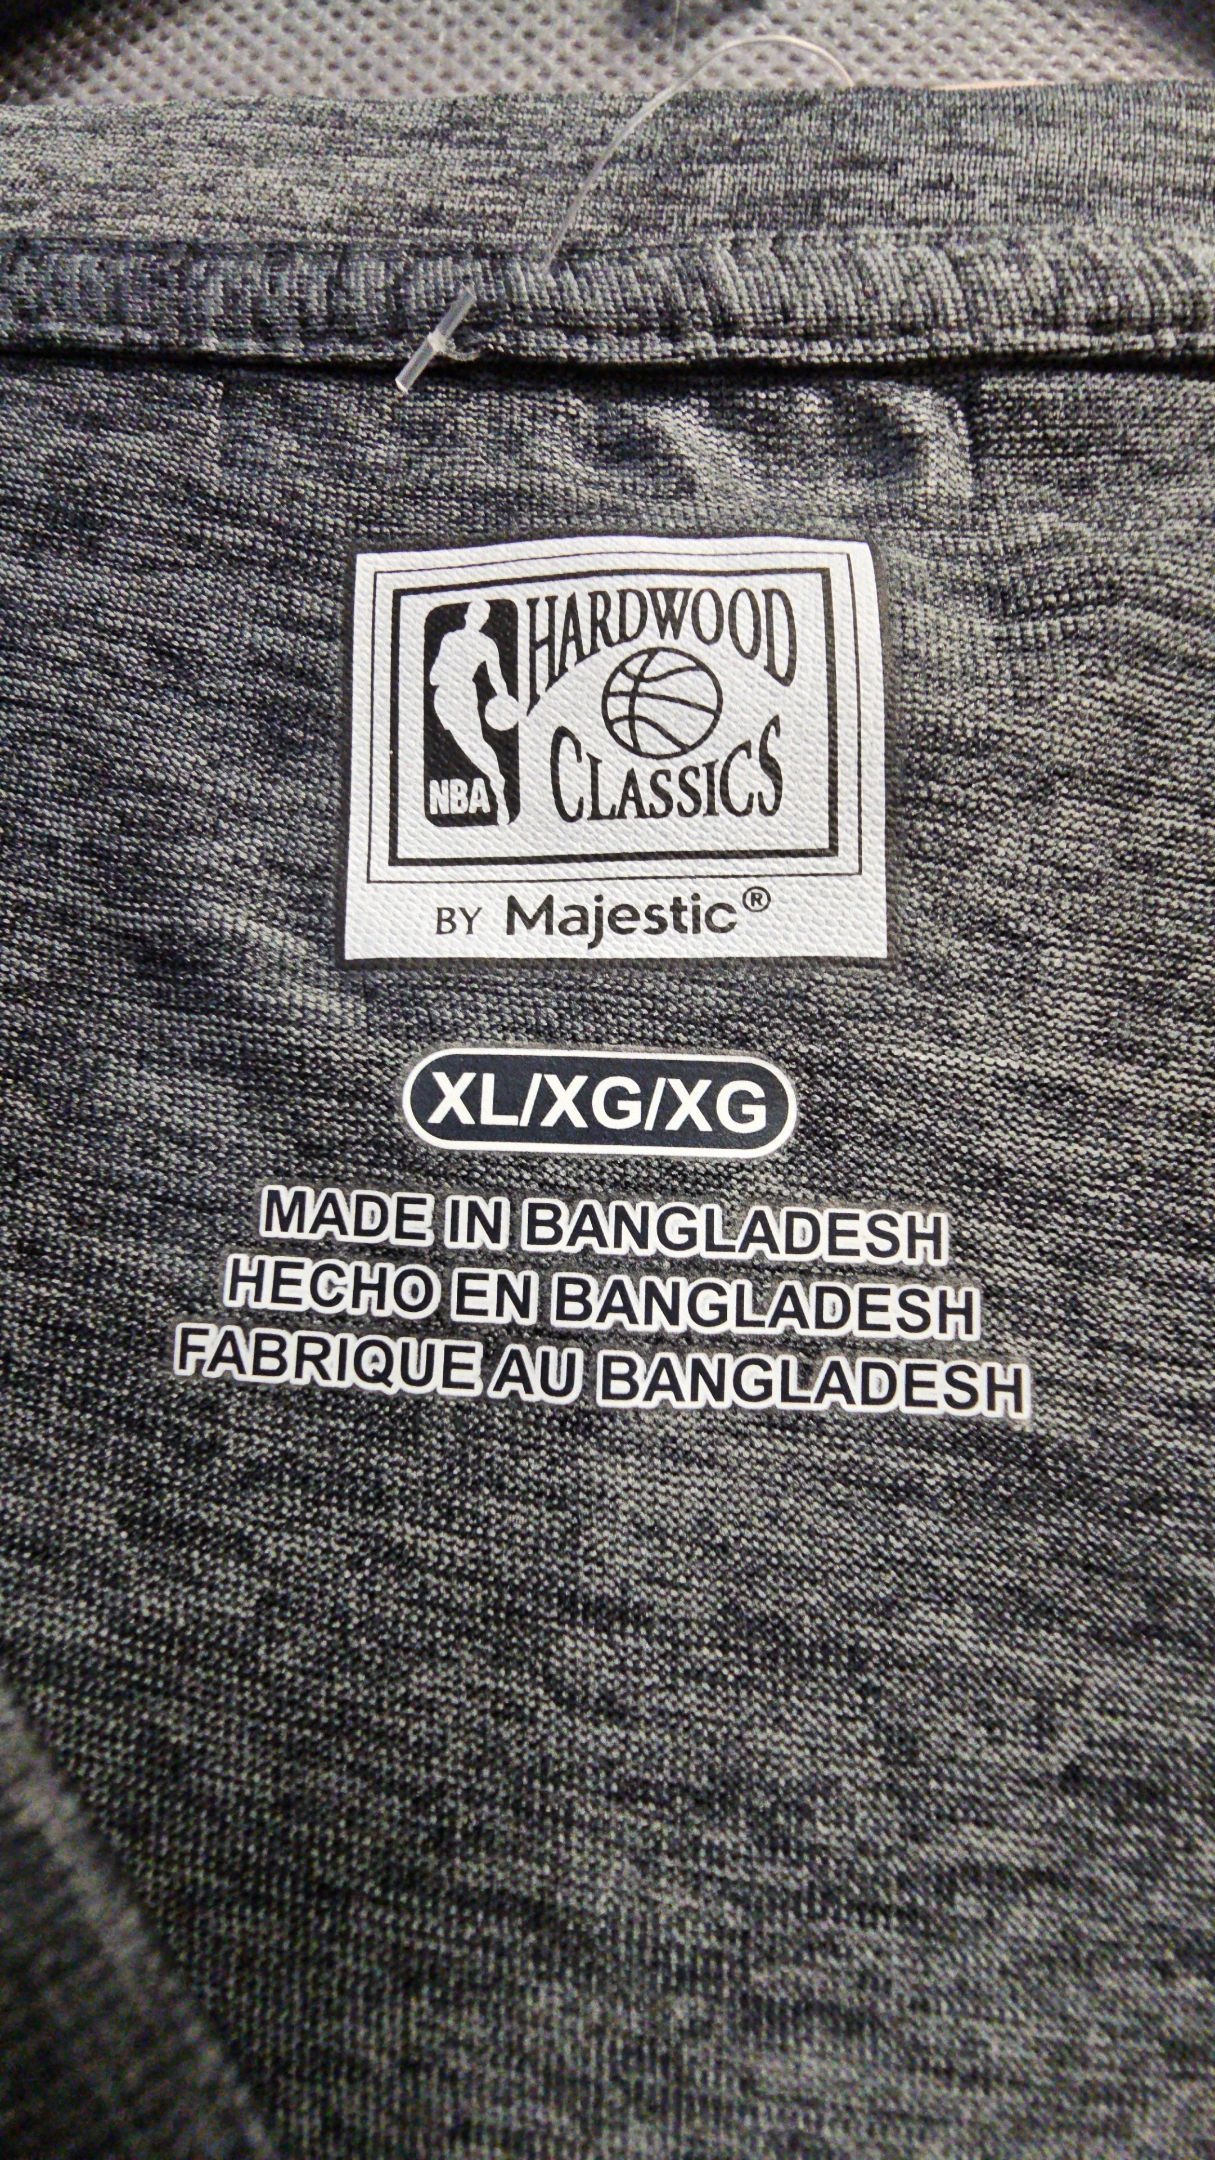 HARDWOOD
CLASSICS
NBA
BY Majestic®
XL/XG/XG
MADE IN BANGLADESH
HECHO EN BANGLADESH
FABRIQUE AU BANGLADESH